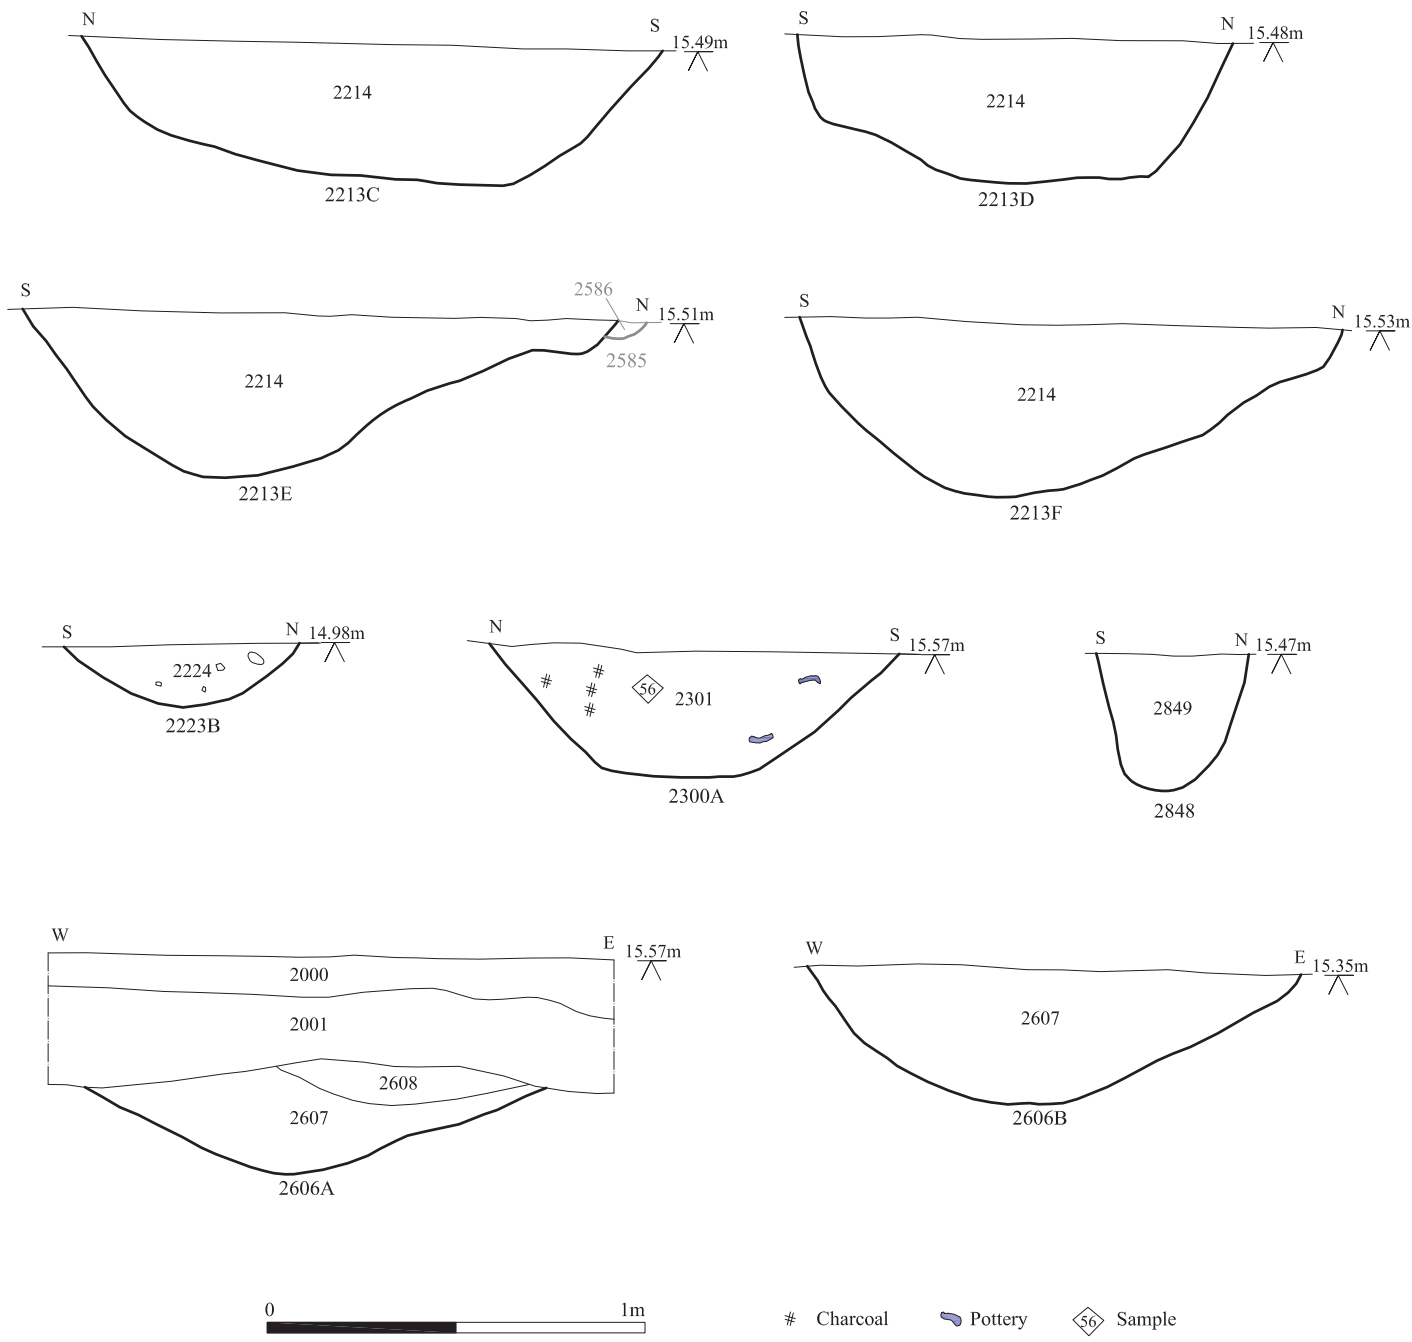 N S 15.49m
2214
2213C
S N 15.48m
2214
2213D
S 2586 N 15.51m
2214 2585
2213E
S N 15.53m
2214
2213F
S N 14.98m
2224
2223B
N S 15.57m
56 2301
2300A
S N 15.47m
2849
2848
W E 15.57m
2000
2001
2608
2607
2606A
W E 15.35m
2607
2606B
0 1m
Charcoal Pottery 56 Sample